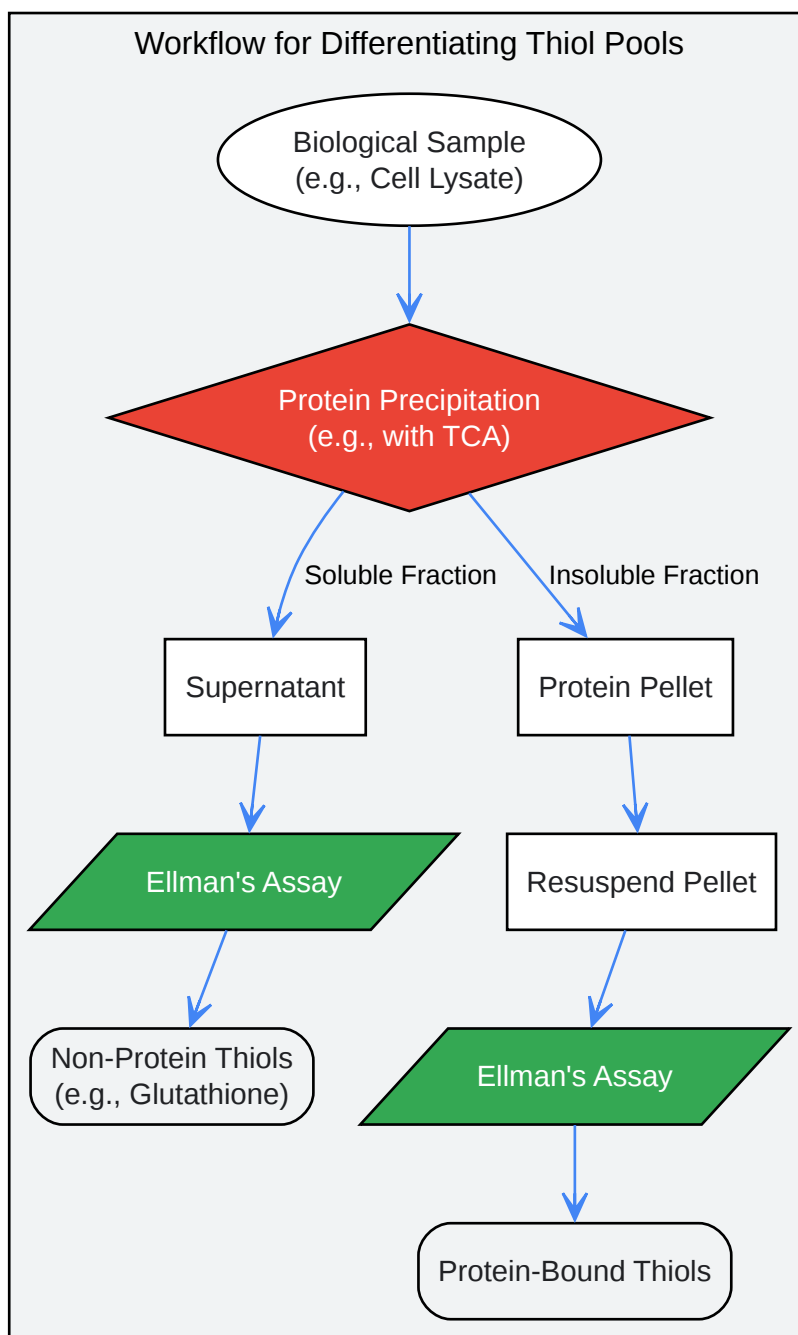 Workflow for Differentiating Thiol Pools
Biological Sample
(e.g., Cell Lysate)
Protein Precipitation
(e.g., with TCA)
Soluble Fraction
Insoluble Fraction
Supernatant
Protein Pellet
Ellman's Assay
Resuspend Pellet
Non-Protein Thiols
(e.g., Glutathione)
Ellman's Assay
Protein-Bound Thiols